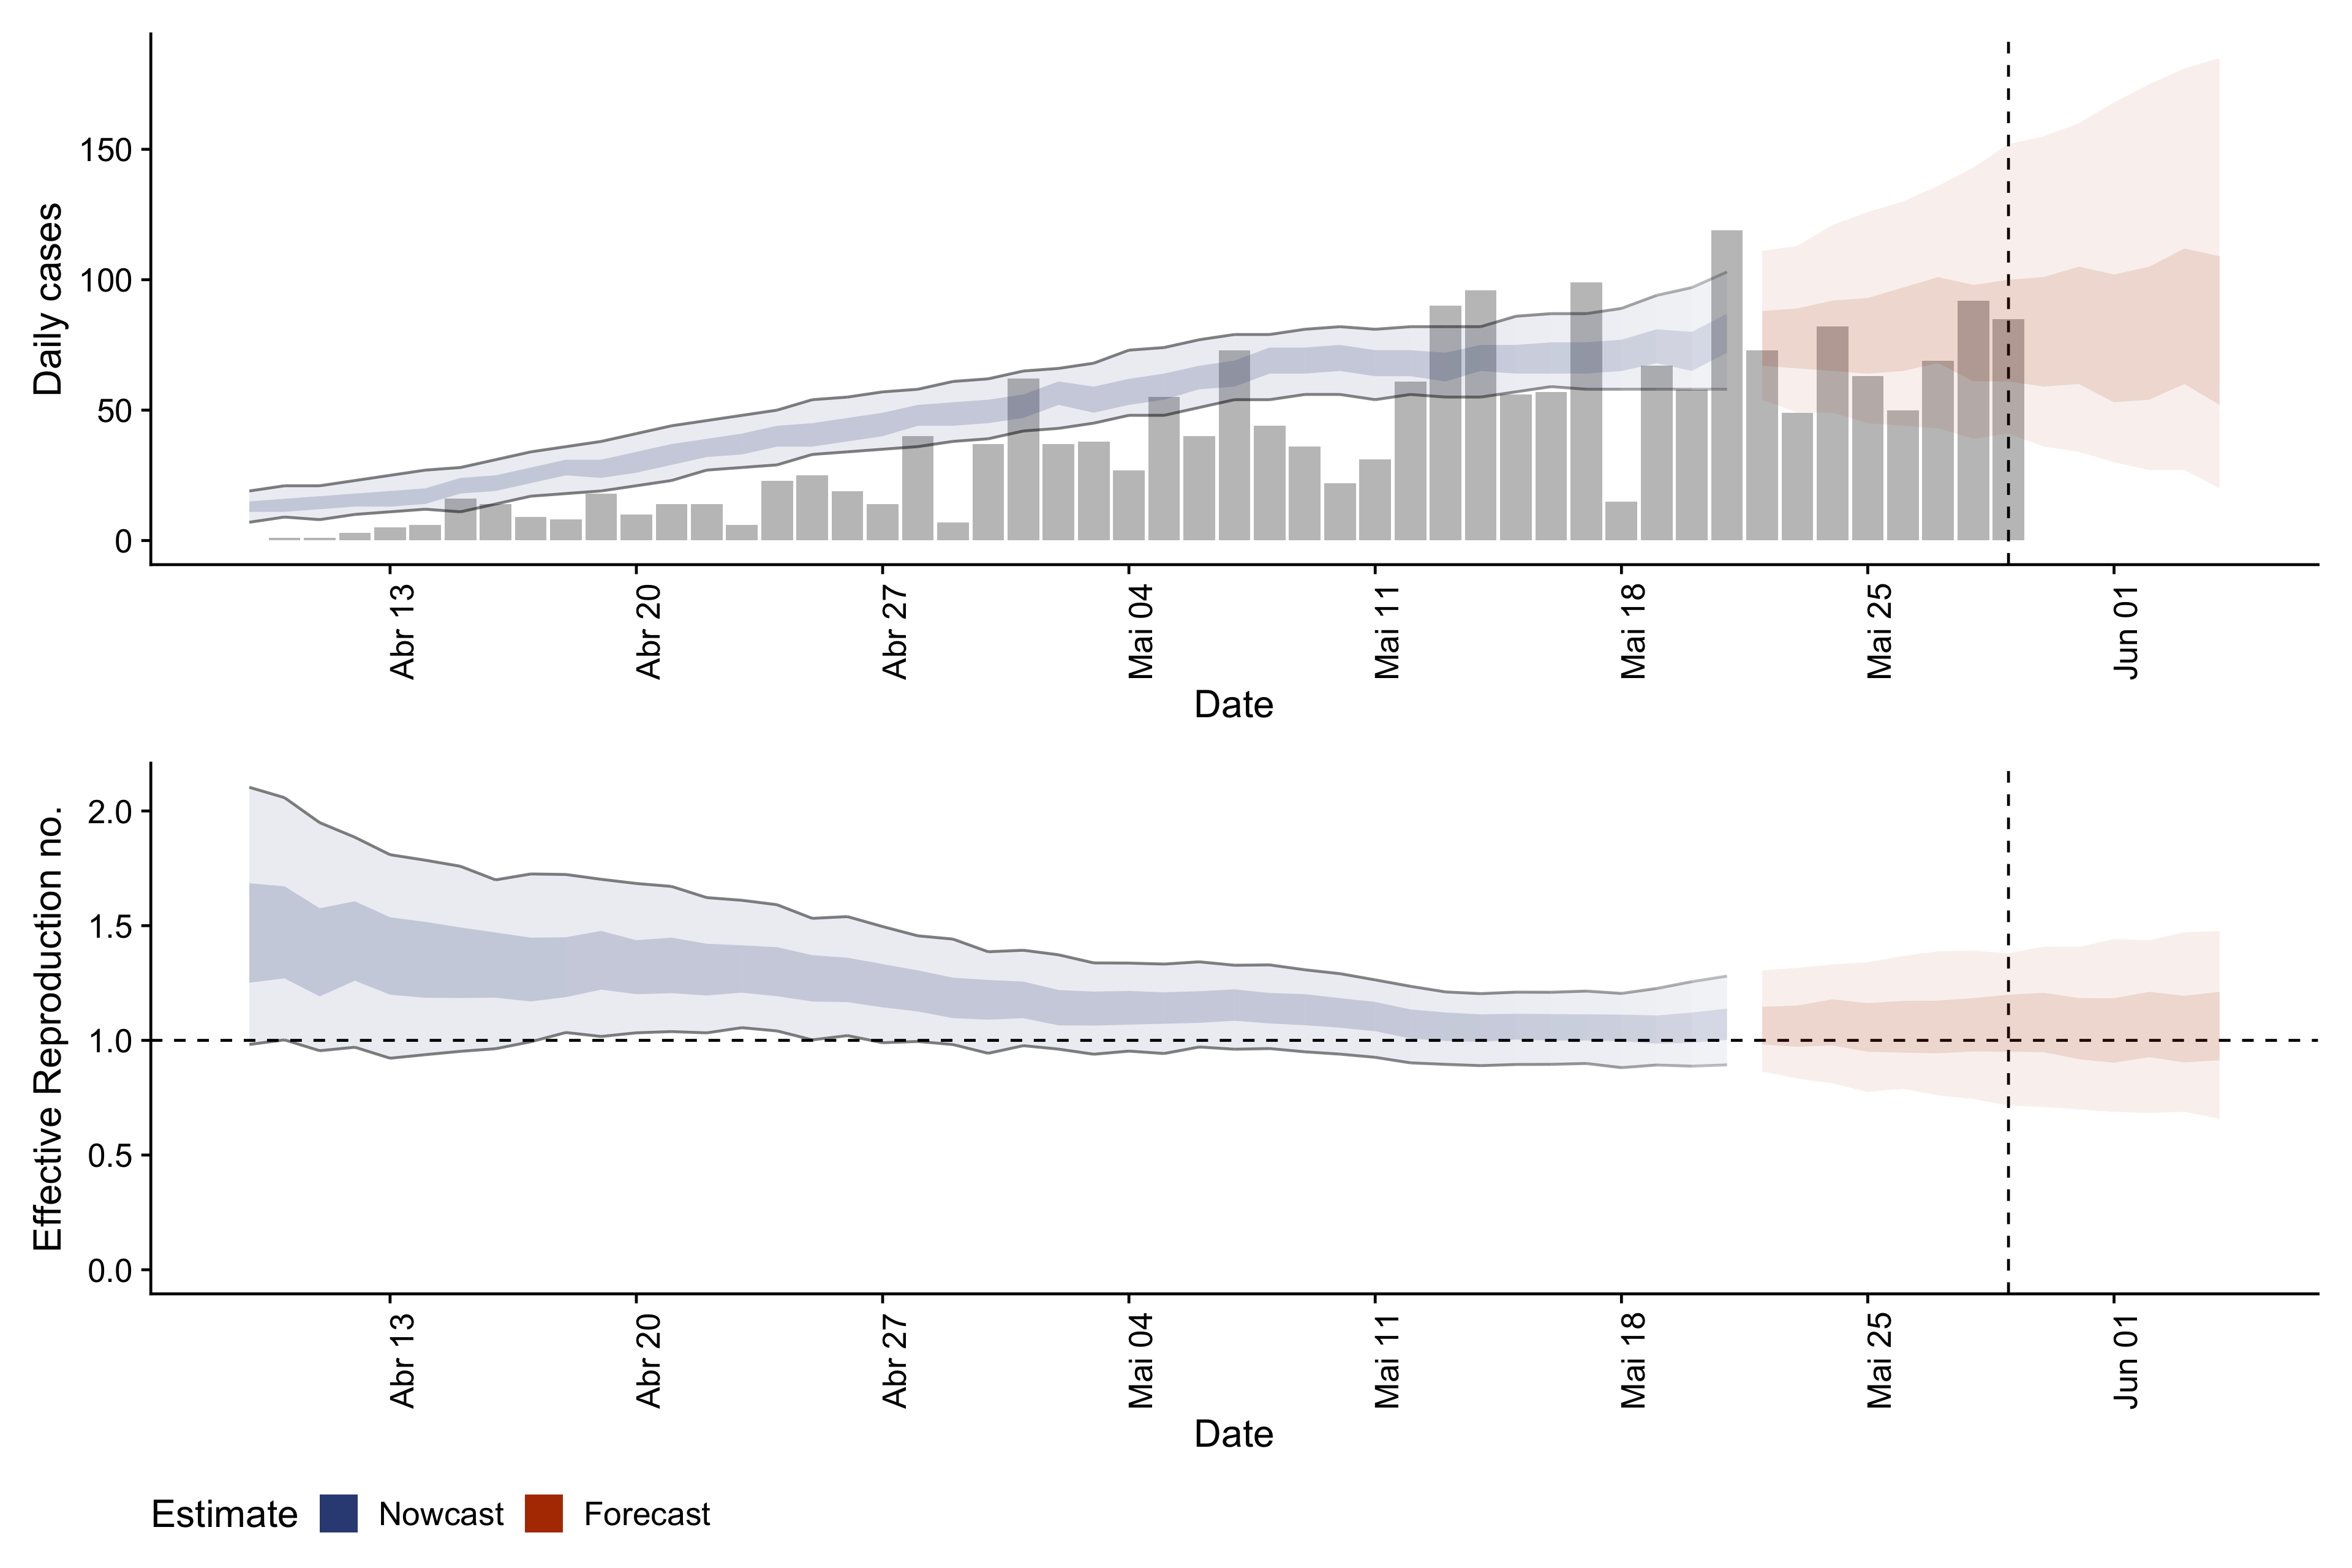 Daily cases
150
100
50
0
Abr 13
Abr 20
Abr 27
Mai 04
Mai 11
Mai 18
Mai 25
Jun 01
Date
Effective Reproduction no.
2.0
1.5
1.0
0.5
0.0
Abr 13
Abr 20
Abr 27
Mai 04
Mai 11
Mai 18
Mai 25
Jun 01
Date
Estimate Nowcast Forecast